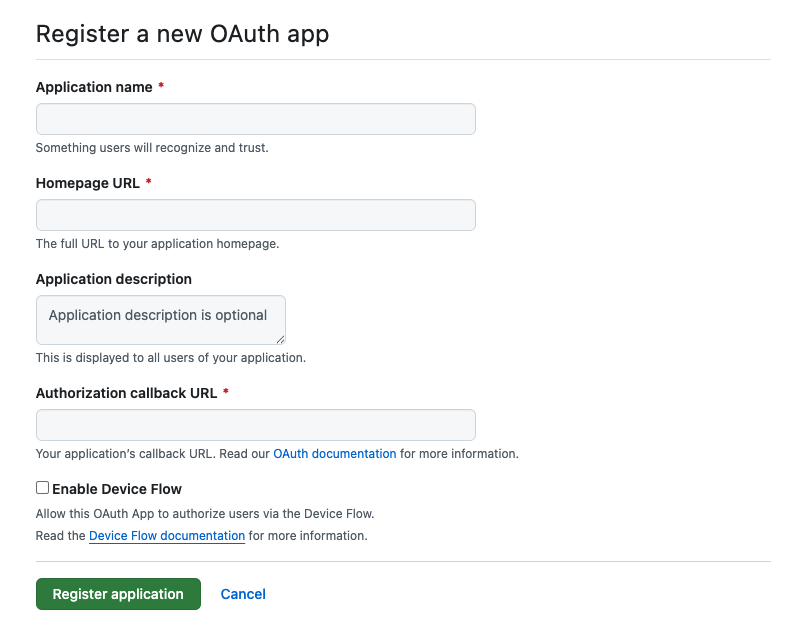 Register a new OAuth app
Application name *
Something users will recognize and trust.
Homepage URL *
The full URL to your application homepage.
Application description
Application description is optional
This is displayed to all users of your application.
Authorization callback URL *
Your application’s callback URL. Read our OAuth documentation for more information.
Enable Device Flow
Allow this OAuth App to authorize users via the Device Flow.
Read the Device Flow documentation for more information.
Register application Cancel